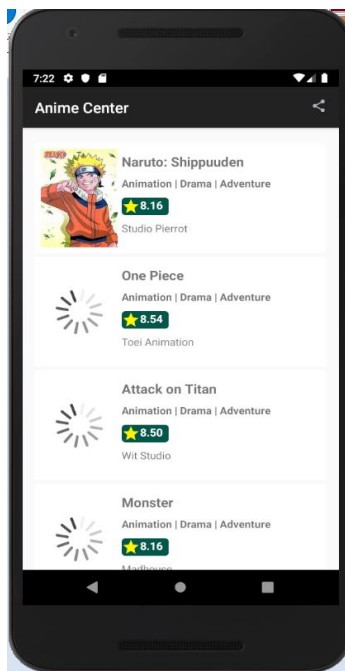 7:22
Anime Center
Naruto: Shippuuden
Animation | Drama | Adventure
8.16
Studio Pierrot
One Piece
Animation | Drama | Adventure
8.54
Toei Animation
Attack on Titan
Animation | Drama | Adventure
8.50
Wit Studio
Monster
Animation | Drama | Adventure
8.16
Madhouse